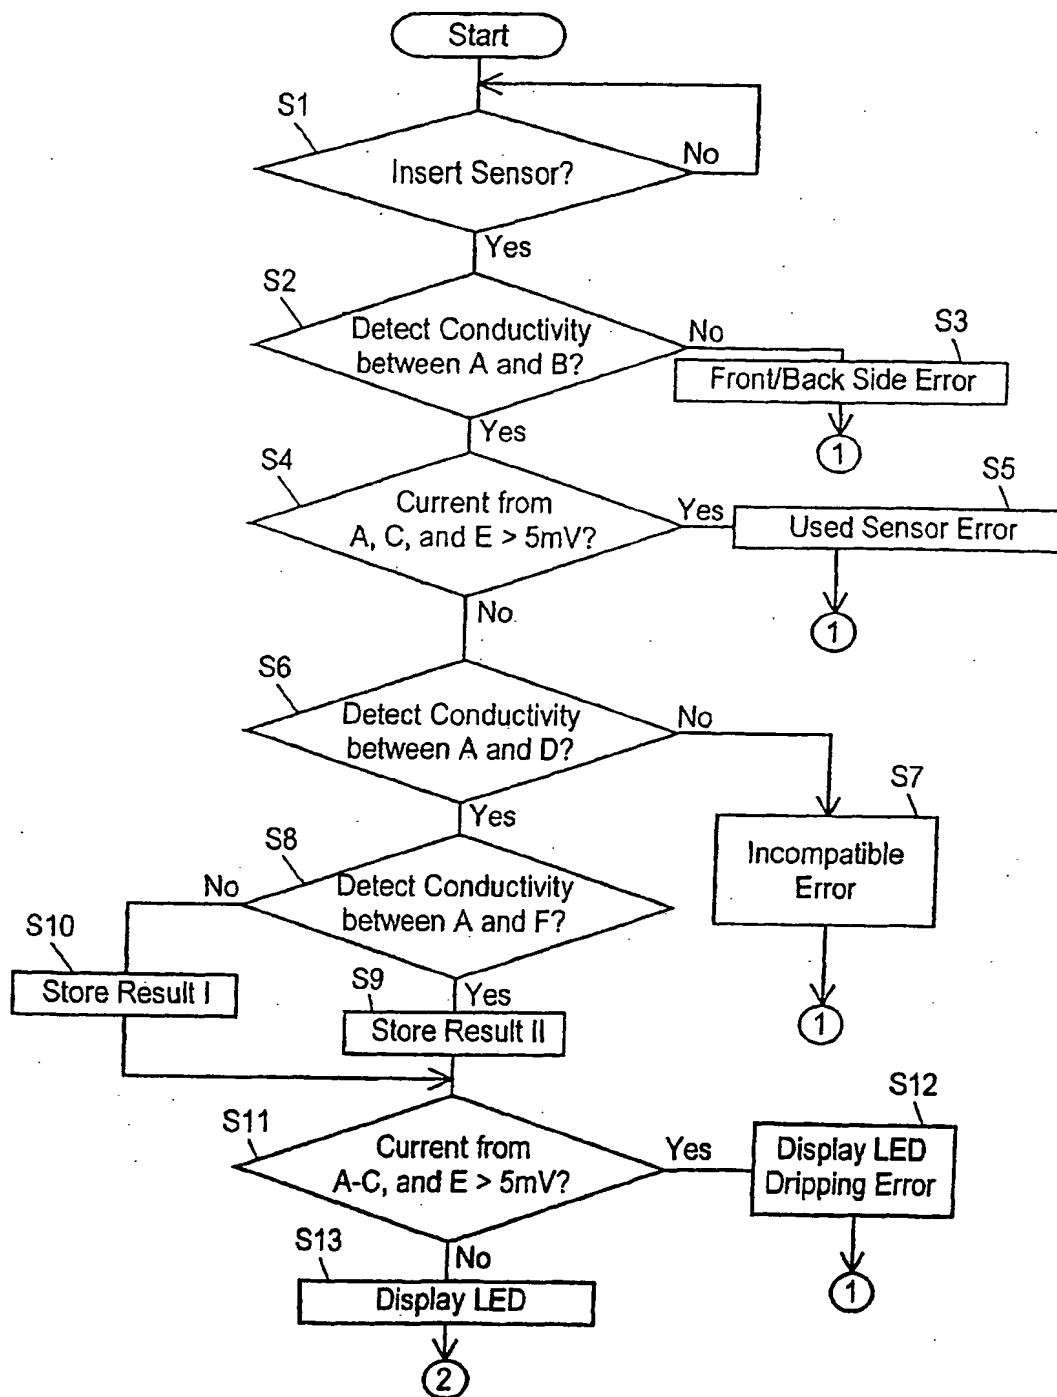 Start
S1
Insert Sensor?
No
Yes
S2
Detect Conductivity
between A and B?
No
S3
Front/Back Side Error
1
Yes
S4
Current from
A, C, and E > 5mV?
Yes
S5
Used Sensor Error
1
No
S6
Detect Conductivity
between A and D?
No
S7
Incompatible
Error
1
Yes
S8
Detect Conductivity
between A and F?
No
S10
Store Result I
Yes
S9
Store Result II
S11
Current from
A-C, and E > 5mV?
Yes
S12
Display LED
Dripping Error
1
No
S13
Display LED
2